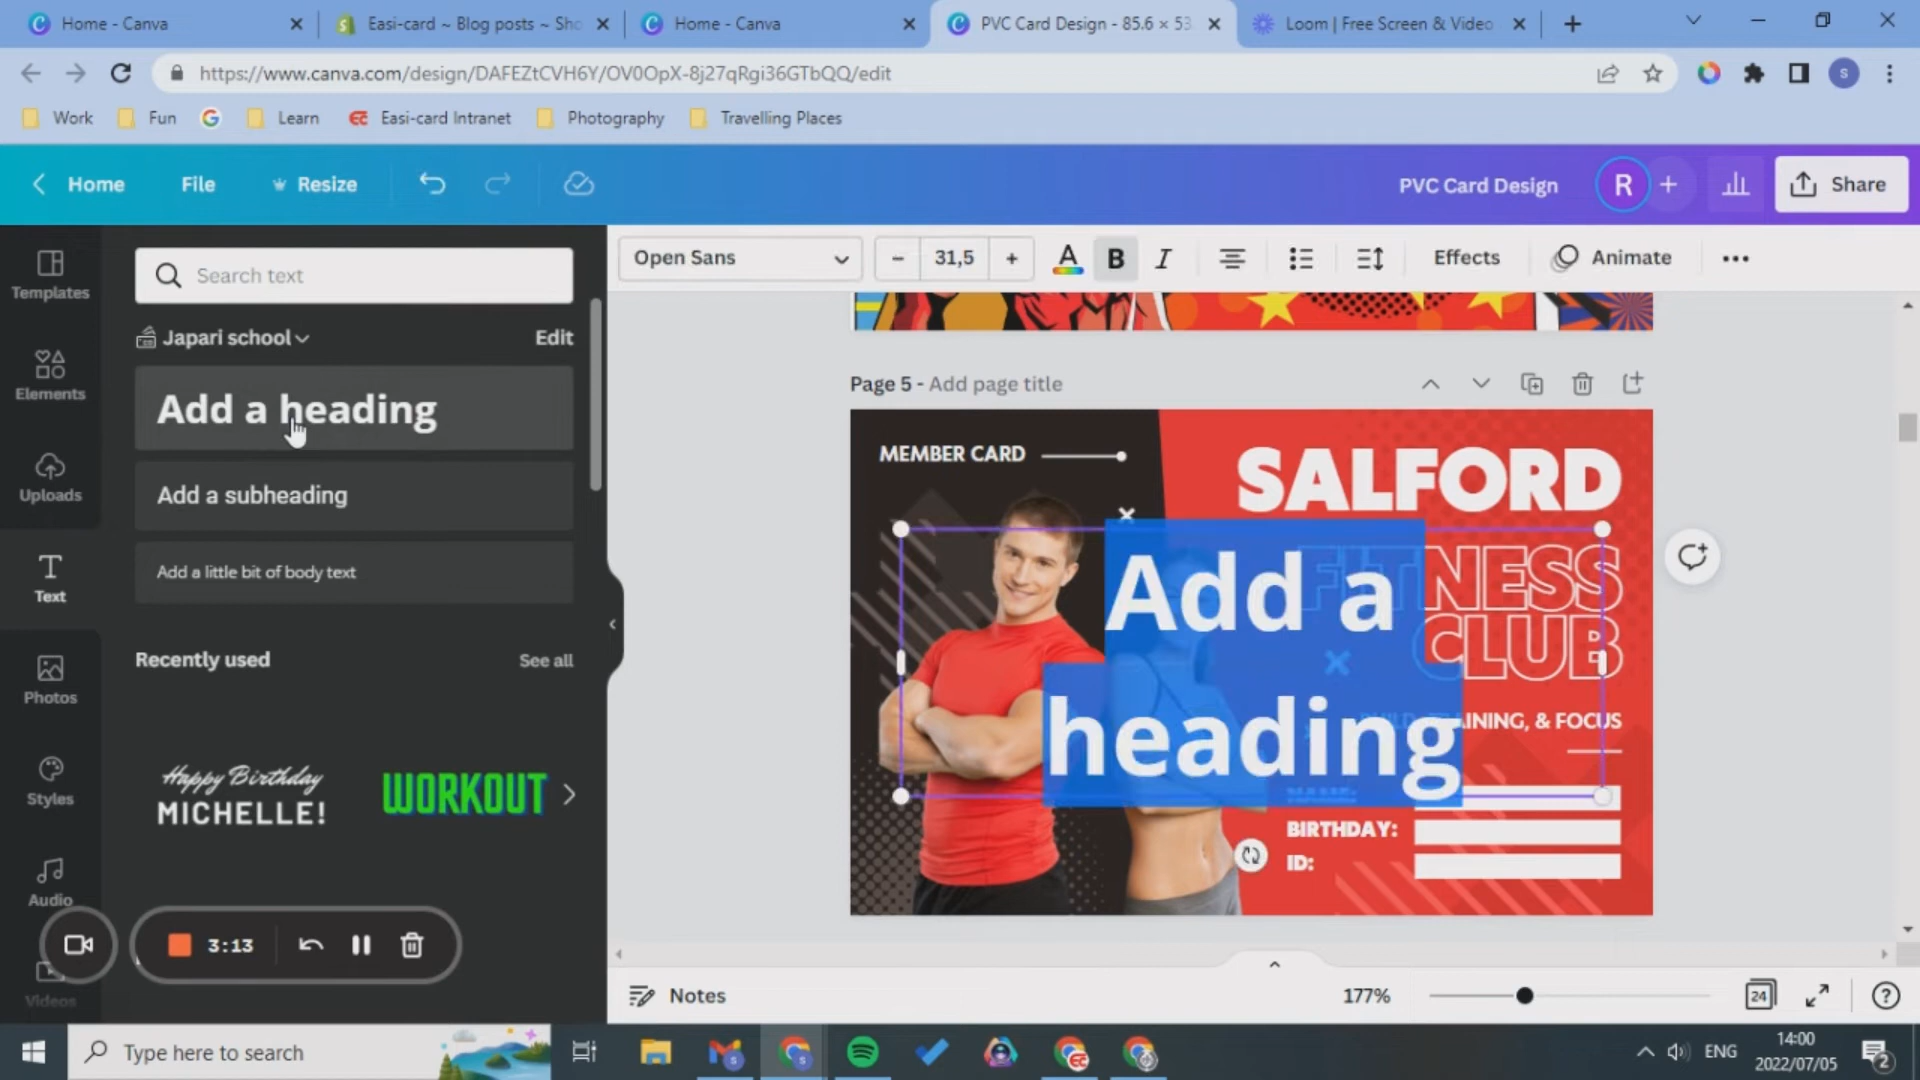 Home - Canva
Easi-card ~ Blog posts ~ Sho
Home - Canva
PVC Card Design - 85.6 × 53.
Loom | Free Screen & Video
https://www.canva.com/design/DAFEZtCVH6Y/OV0OpX-8j27qRgi36GTbQQ/edit
S
Work
Fun
Learn
Easi-card Intranet
Photography
Travelling Places
Home
File
Resize
PVC Card Design
R
Share
Templates
Elements
Uploads
Text
Photos
Styles
Audio
Videos
Search text
Japari school
Edit
Add a heading
Add a subheading
Add a little bit of body text
Recently used
See all
Happy Birthday
MICHELLE!
WORKOUT
3:13
Open Sans
31,5
A
B
I
Effects
Animate
Page 5 - Add page title
MEMBER CARD
SALFORD
FITNESS
CLUB
Add a
heading
TRAINING, & FOCUS
BIRTHDAY:
ID:
Notes
177%
24
Type here to search
ENG
14:00
2022/07/05
2